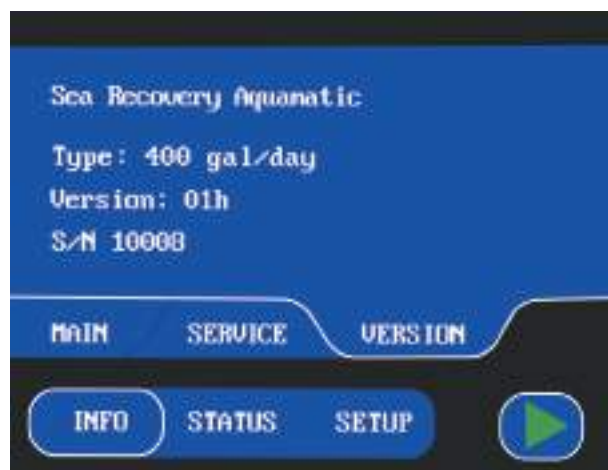 Sea Recovery Aquamatic
Type: 400 gal/day
Version: 01h
S/N 10008
MAIN SERVICE VERSION
INFO STATUS SETUP